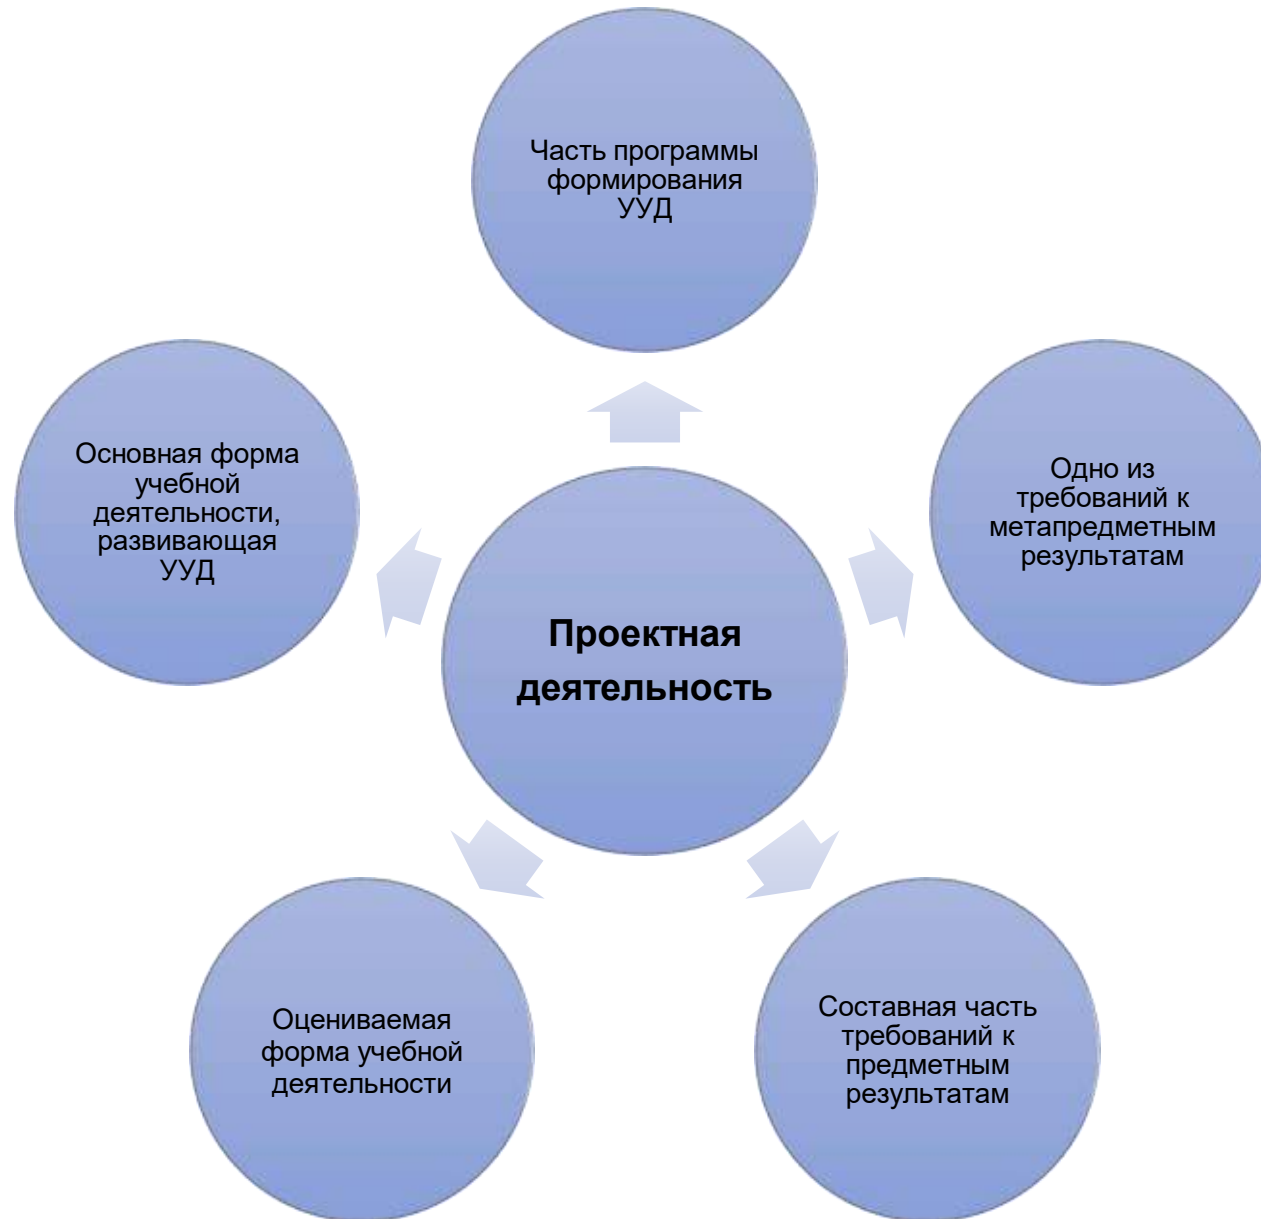 Часть программы
формирования
УУД
Основная форма
учебной
деятельности,
развивающая
УУД
Одно из
требований к
метапредметным
результатам
Проектная
деятельность
Оцениваемая
форма учебной
деятельности
Составная часть
требований к
предметным
результатам